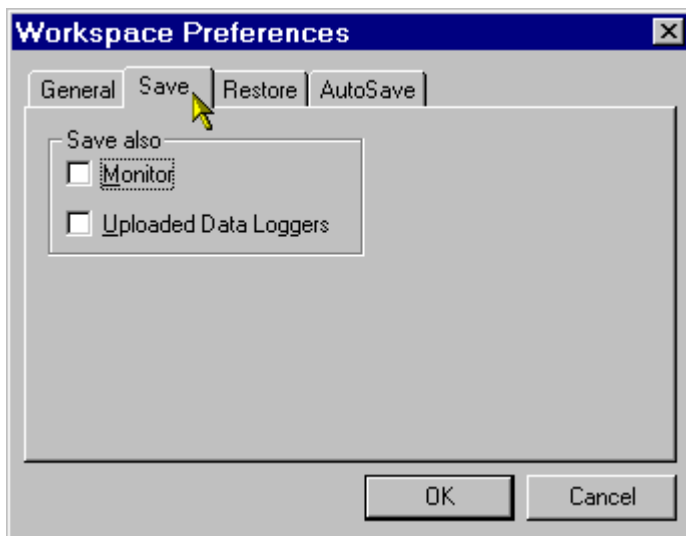 Workspace Preferences
General Save Restore AutoSave
Save also
Monitor
Uploaded Data Loggers
OK Cancel